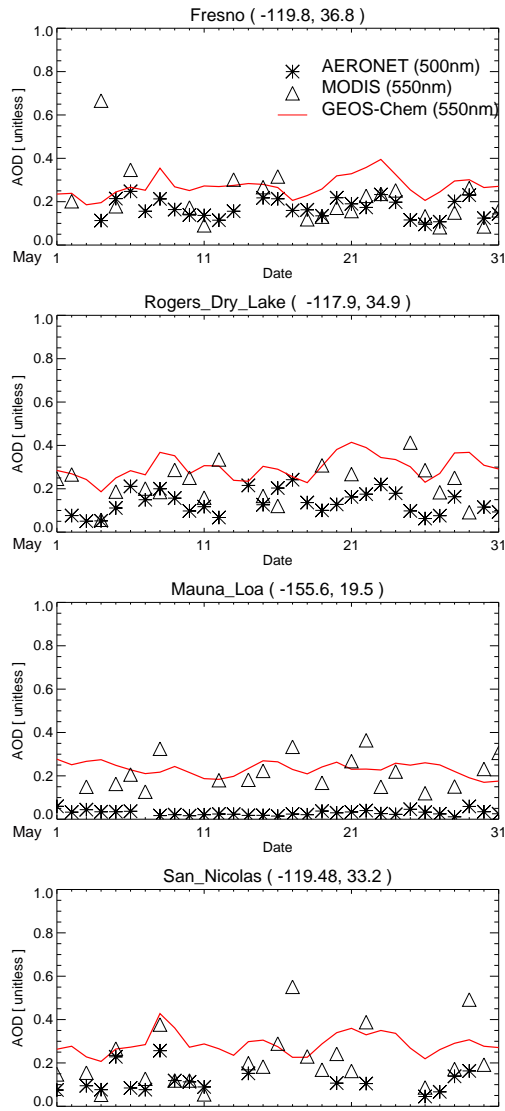 Fresno ( -119.8, 36.8 )
1.0
0.8
0.6
0.4
0.2
0.0
AOD [ unitless ]
AERONET (500nm)
MODIS (550nm)
GEOS-Chem (550nm)
1
11
21
31
May
Date
Rogers_Dry_Lake ( -117.9, 34.9 )
1.0
0.8
0.6
0.4
0.2
0.0
AOD [ unitless ]
1
11
21
31
May
Date
Mauna_Loa ( -155.6, 19.5 )
1.0
0.8
0.6
0.4
0.2
0.0
AOD [ unitless ]
1
11
21
31
May
Date
San_Nicolas ( -119.48, 33.2 )
1.0
0.8
0.6
0.4
0.2
0.0
AOD [ unitless ]